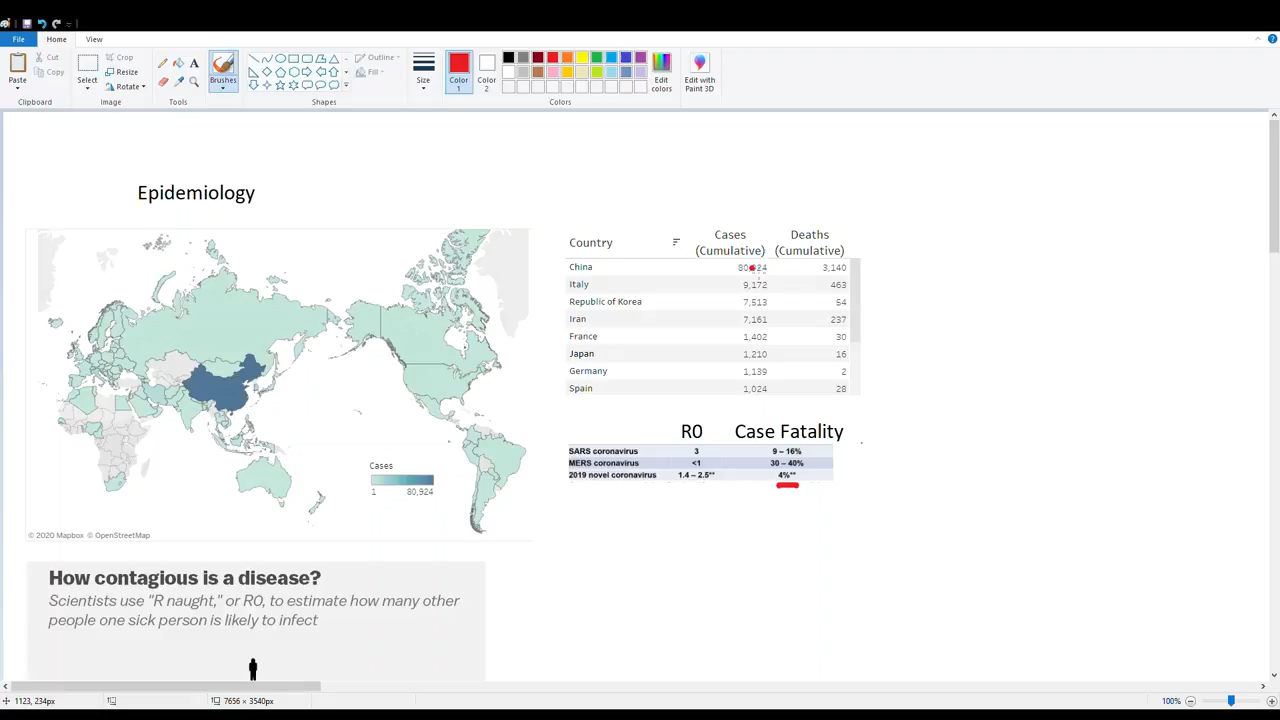 File
Home
View
Paste
Cut
Copy
Clipboard
Select
Crop
Resize
Rotate
Image
Tools
Brushes
Shapes
Outline
Fill
Size
Color 1
Color 2
Edit colors
Colors
Edit with Paint 3D
Epidemiology
Cases
1 80,924
© 2020 Mapbox © OpenStreetMap
Country Cases (Cumulative) Deaths (Cumulative)
China 3,140
Italy 9,172 463
Republic of Korea 7,513 54
Iran 7,161 237
France 1,402 30
Japan 1,210 16
Germany 1,139 2
Spain 1,024 28
R0 Case Fatality
SARS coronavirus 3 9 – 16%
MERS coronavirus <1 30 – 40%
2019 novel coronavirus 1.4 – 2.5** 4%**
How contagious is a disease?
Scientists use "R naught," or R0, to estimate how many other
people one sick person is likely to infect
1123, 234px
7656 × 3540px
100%